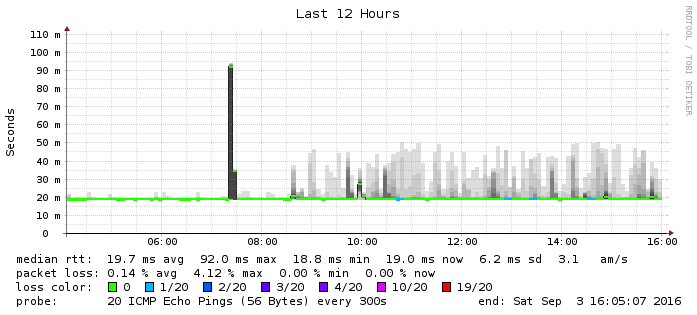 Last 12 Hours
RRDTOOL / TOBI OETIKER
Seconds
110 m
100 m
90 m
80 m
70 m
60 m
50 m
40 m
30 m
20 m
10 m
0
06:00 08:00 10:00 12:00 14:00 16:00
median rtt: 19.7 ms avg 92.0 ms max 18.8 ms min 19.0 ms now 6.2 ms sd 3.1 am/s
packet loss: 0.14 % avg 4.12 % max 0.00 % min 0.00 % now
loss color: 0 1/20 2/20 3/20 4/20 10/20 19/20
probe: 20 ICMP Echo Pings (56 Bytes) every 300s end: Sat Sep 3 16:05:07 2016